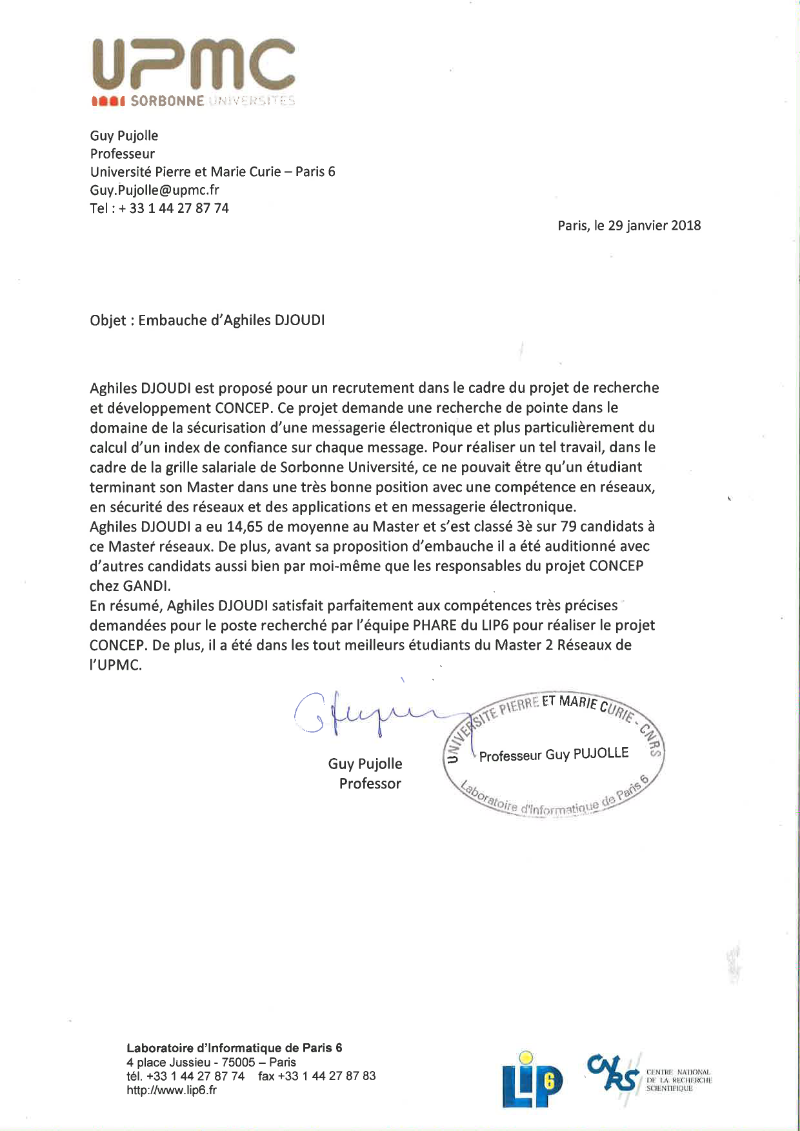 UPMC
SORBONNE UNIVERSITÉS
Guy Pujolle
Professeur
Université Pierre et Marie Curie – Paris 6
Guy.Pujolle@upmc.fr
Tel : + 33 1 44 27 87 74
Paris, le 29 janvier 2018
Objet : Embauche d'Aghiles DJOUDI
Aghiles DJOUDI est proposé pour un recrutement dans le cadre du projet de recherche
et développement CONCEP. Ce projet demande une recherche de pointe dans le
domaine de la sécurisation d'une messagerie électronique et plus particulièrement du
calcul d'un index de confiance sur chaque message. Pour réaliser un tel travail, dans le
cadre de la grille salariale de Sorbonne Université, ce ne pouvait être qu'un étudiant
terminant son Master dans une très bonne position avec une compétence en réseaux,
en sécurité des réseaux et des applications et en messagerie électronique.
Aghiles DJOUDI a eu 14,65 de moyenne au Master et s'est classé 3è sur 79 candidats à
ce Master réseaux. De plus, avant sa proposition d'embauche il a été auditionné avec
d'autres candidats aussi bien par moi-même que les responsables du projet CONCEP
chez GANDI.
En résumé, Aghiles DJOUDI satisfait parfaitement aux compétences très précises
demandées pour le poste recherché par l'équipe PHARE du LIP6 pour réaliser le projet
CONCEP. De plus, il a été dans les tout meilleurs étudiants du Master 2 Réseaux de
l'UPMC.
Guy Pujolle
Professor
UNIVERSITE PIERRE ET MARIE CURIE - CNRS
Professeur Guy PUJOLLE
Laboratoire d'Informatique de Paris 6
Laboratoire d'Informatique de Paris 6
4 place Jussieu - 75005 – Paris
tél. +33 1 44 27 87 74 fax +33 1 44 27 87 83
http://www.lip6.fr
LIP6
CNRS
CENTRE NATIONAL
DE LA RECHERCHE
SCIENTIFIQUE